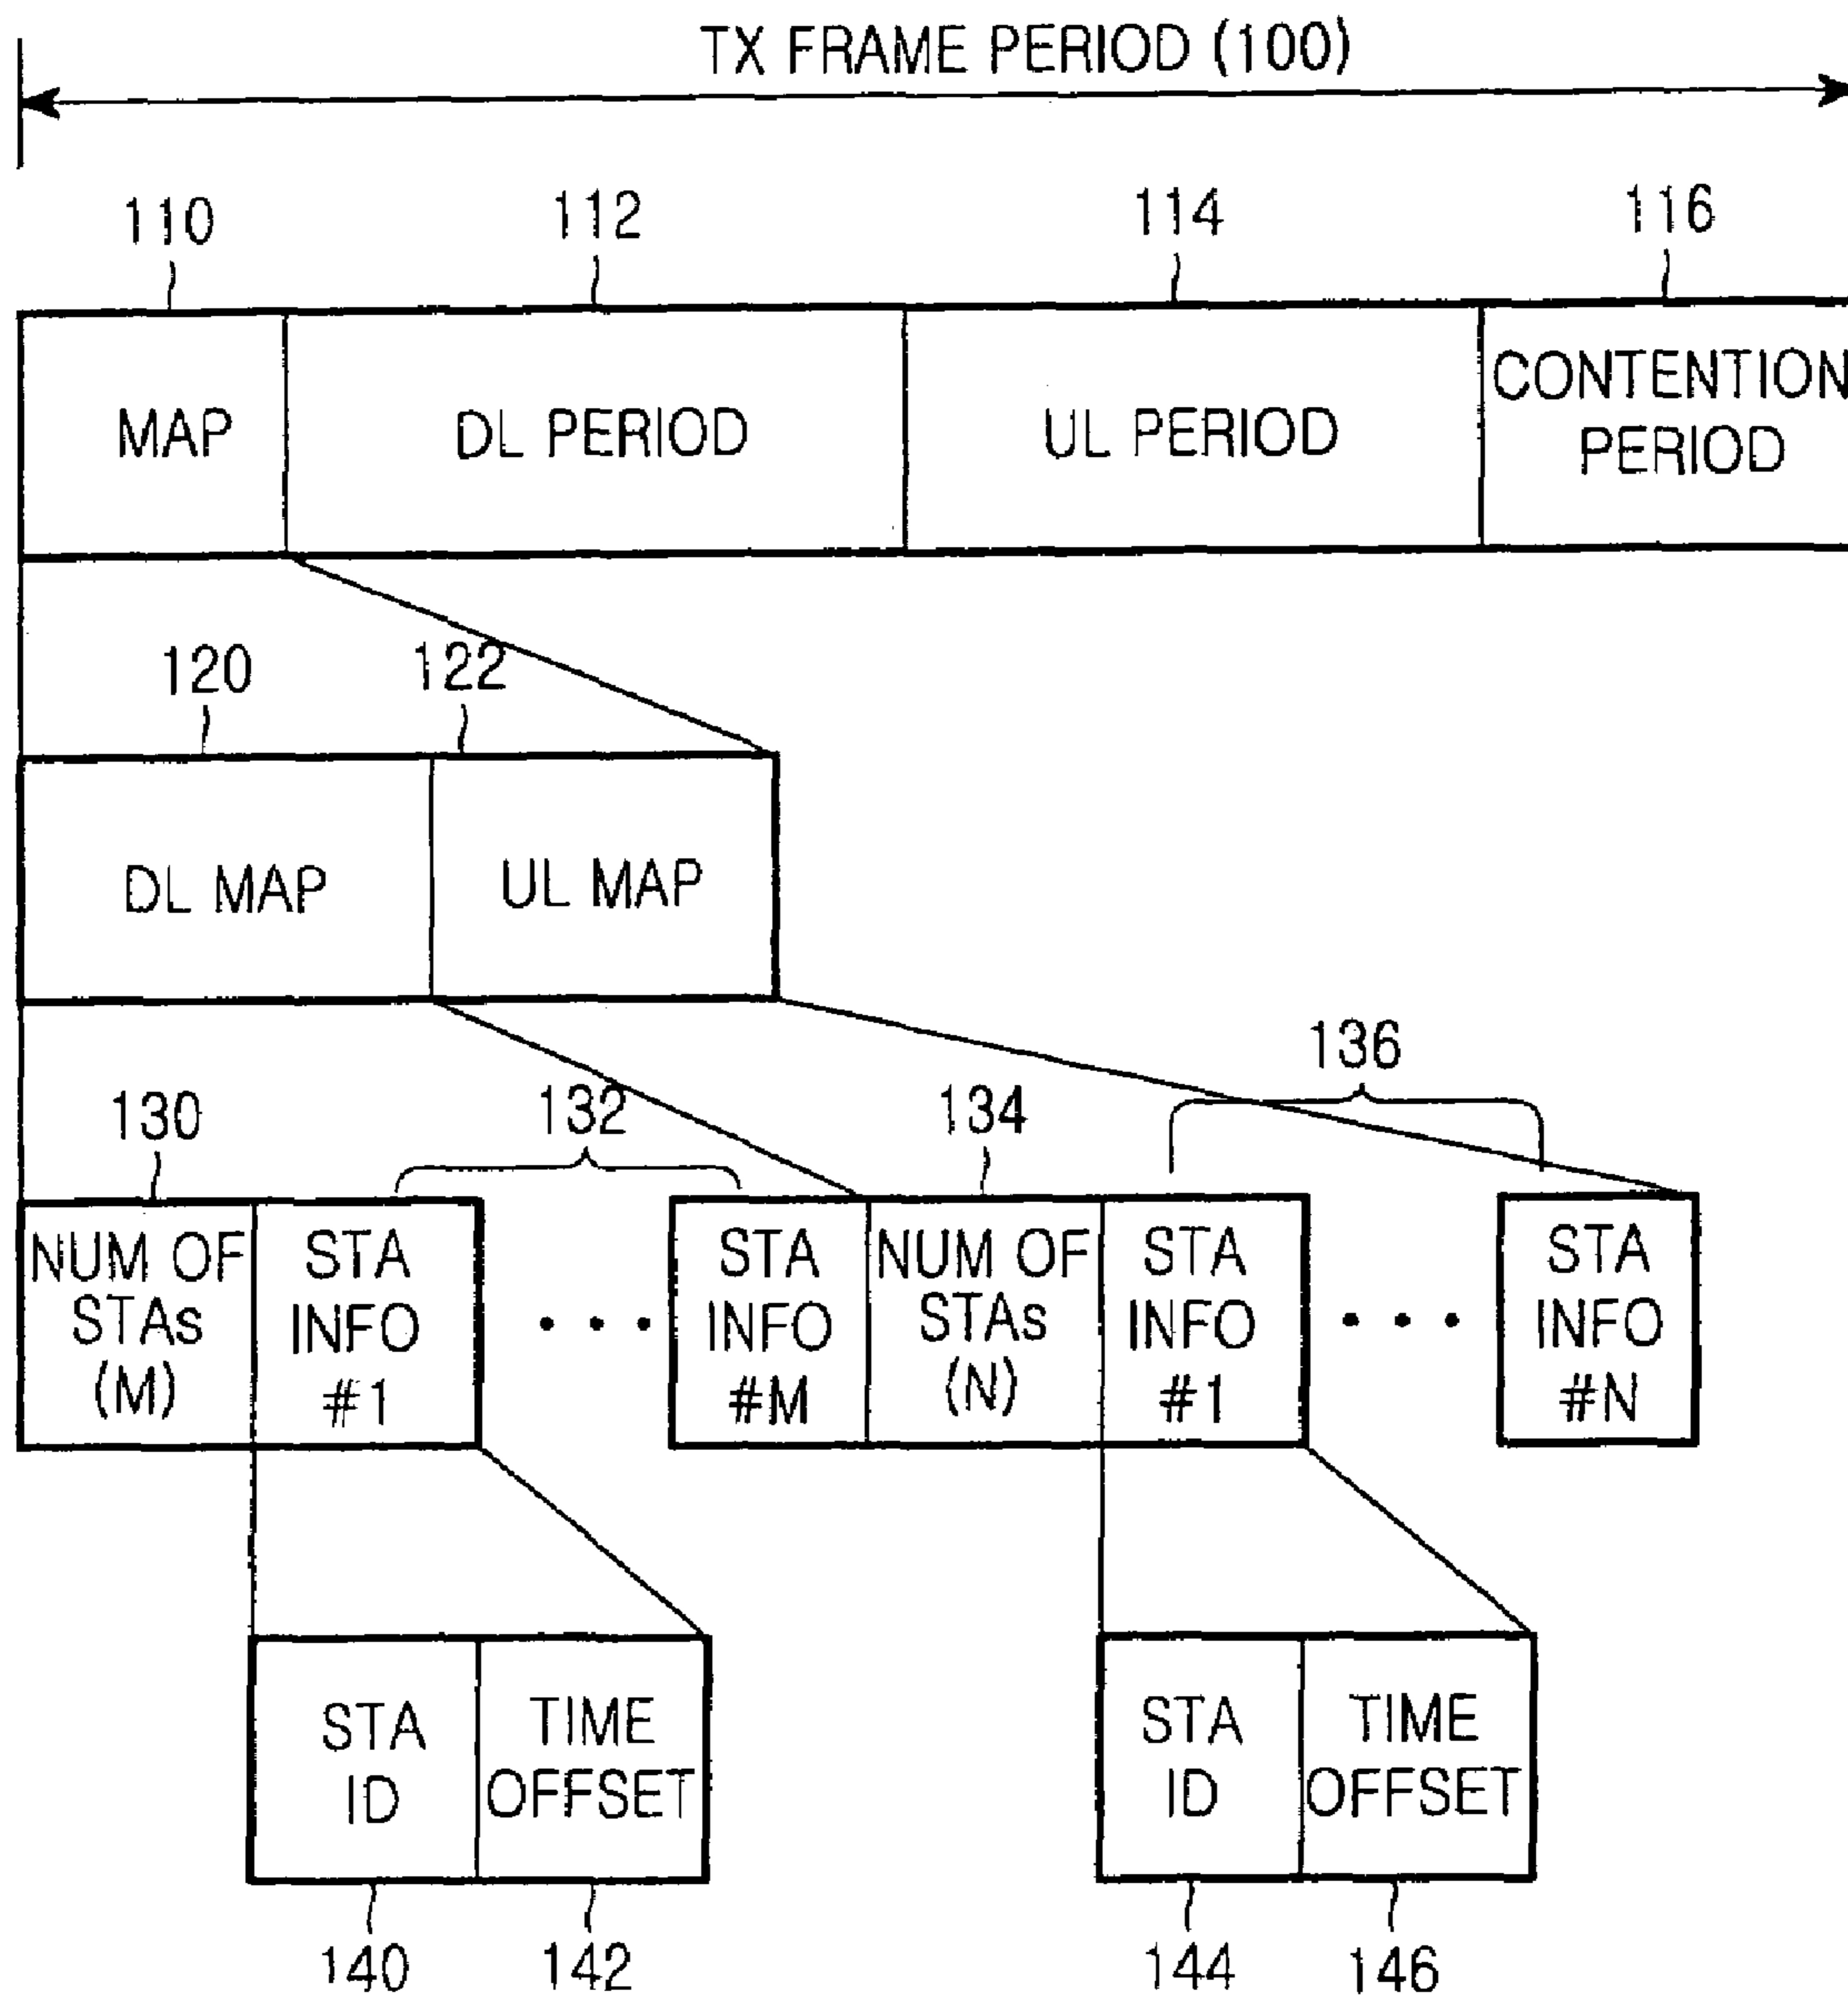 TX FRAME PERIOD (100)
110 112 114 116
MAP DL PERIOD UL PERIOD CONTENTION PERIOD
120 122
DL MAP UL MAP
136
130 132 134
NUM OF STAs (M)
STA INFO #1
• • •
STA INFO #M
NUM OF STAs (N)
STA INFO #1
• • •
STA INFO #N
STA ID
TIME OFFSET
STA ID
TIME OFFSET
140 142 144 146